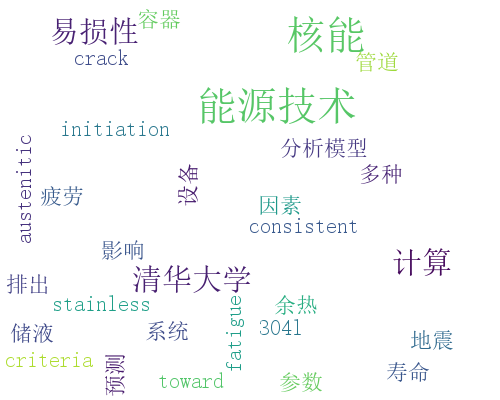 易损性
容器
核能
crack
管道
能源技术
initiation
分析模型
austenitic
设备
多种
疲劳
因素
consistent
影响
计算
清华大学
排出
stainless
fatigue
余热
储液
系统
304l
地震
criteria
预测
toward
参数
寿命